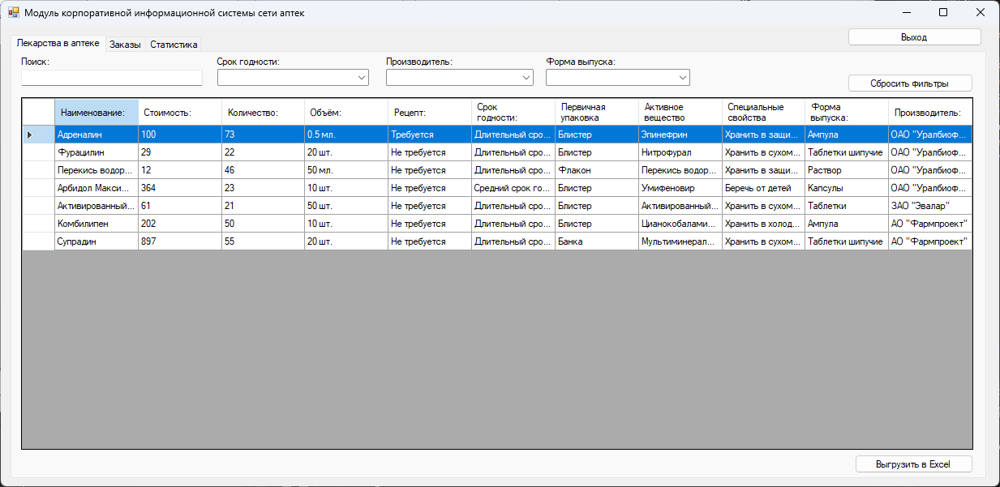 Модуль корпоративной информационной системы сети аптек
Выход
Лекарства в аптеке Заказы Статистика
Поиск: Срок годности: Производитель: Форма выпуска:
Сбросить фильтры
Наименование: Стоимость: Количество: Объём: Рецепт: Срок годности: Первичная упаковка Активное вещество Специальные свойства Форма выпуска: Производитель:
Адреналин 100 73 0.5 мл. Требуется Длительный сро... Блистер Эпинефрин Хранить в защи... Ампула ОАО "Уралбиоф...
Фурацилин 29 22 20 шт. Не требуется Длительный сро... Блистер Нитрофурал Хранить в сухом... Таблетки шипучие ОАО "Уралбиоф...
Перекись водор... 12 46 50 мл. Не требуется Длительный сро... Флакон Перекись водор... Хранить в защи... Раствор ОАО "Уралбиоф...
Арбидол Макси... 364 23 10 шт. Не требуется Средний срок го... Блистер Умифеновир Беречь от детей Капсулы ОАО "Уралбиоф...
Активированный... 61 21 50 шт. Не требуется Длительный сро... Блистер Активированный... Хранить в сухом... Таблетки ЗАО "Эвалар"
Комбилипен 202 50 10 шт. Не требуется Длительный сро... Блистер Цианокобалами... Хранить в холод... Ампула АО "Фармпроект"
Супрадин 897 55 20 шт. Не требуется Длительный сро... Банка Мультиминерал... Хранить в сухом... Таблетки шипучие АО "Фармпроект"
Выгрузить в Excel